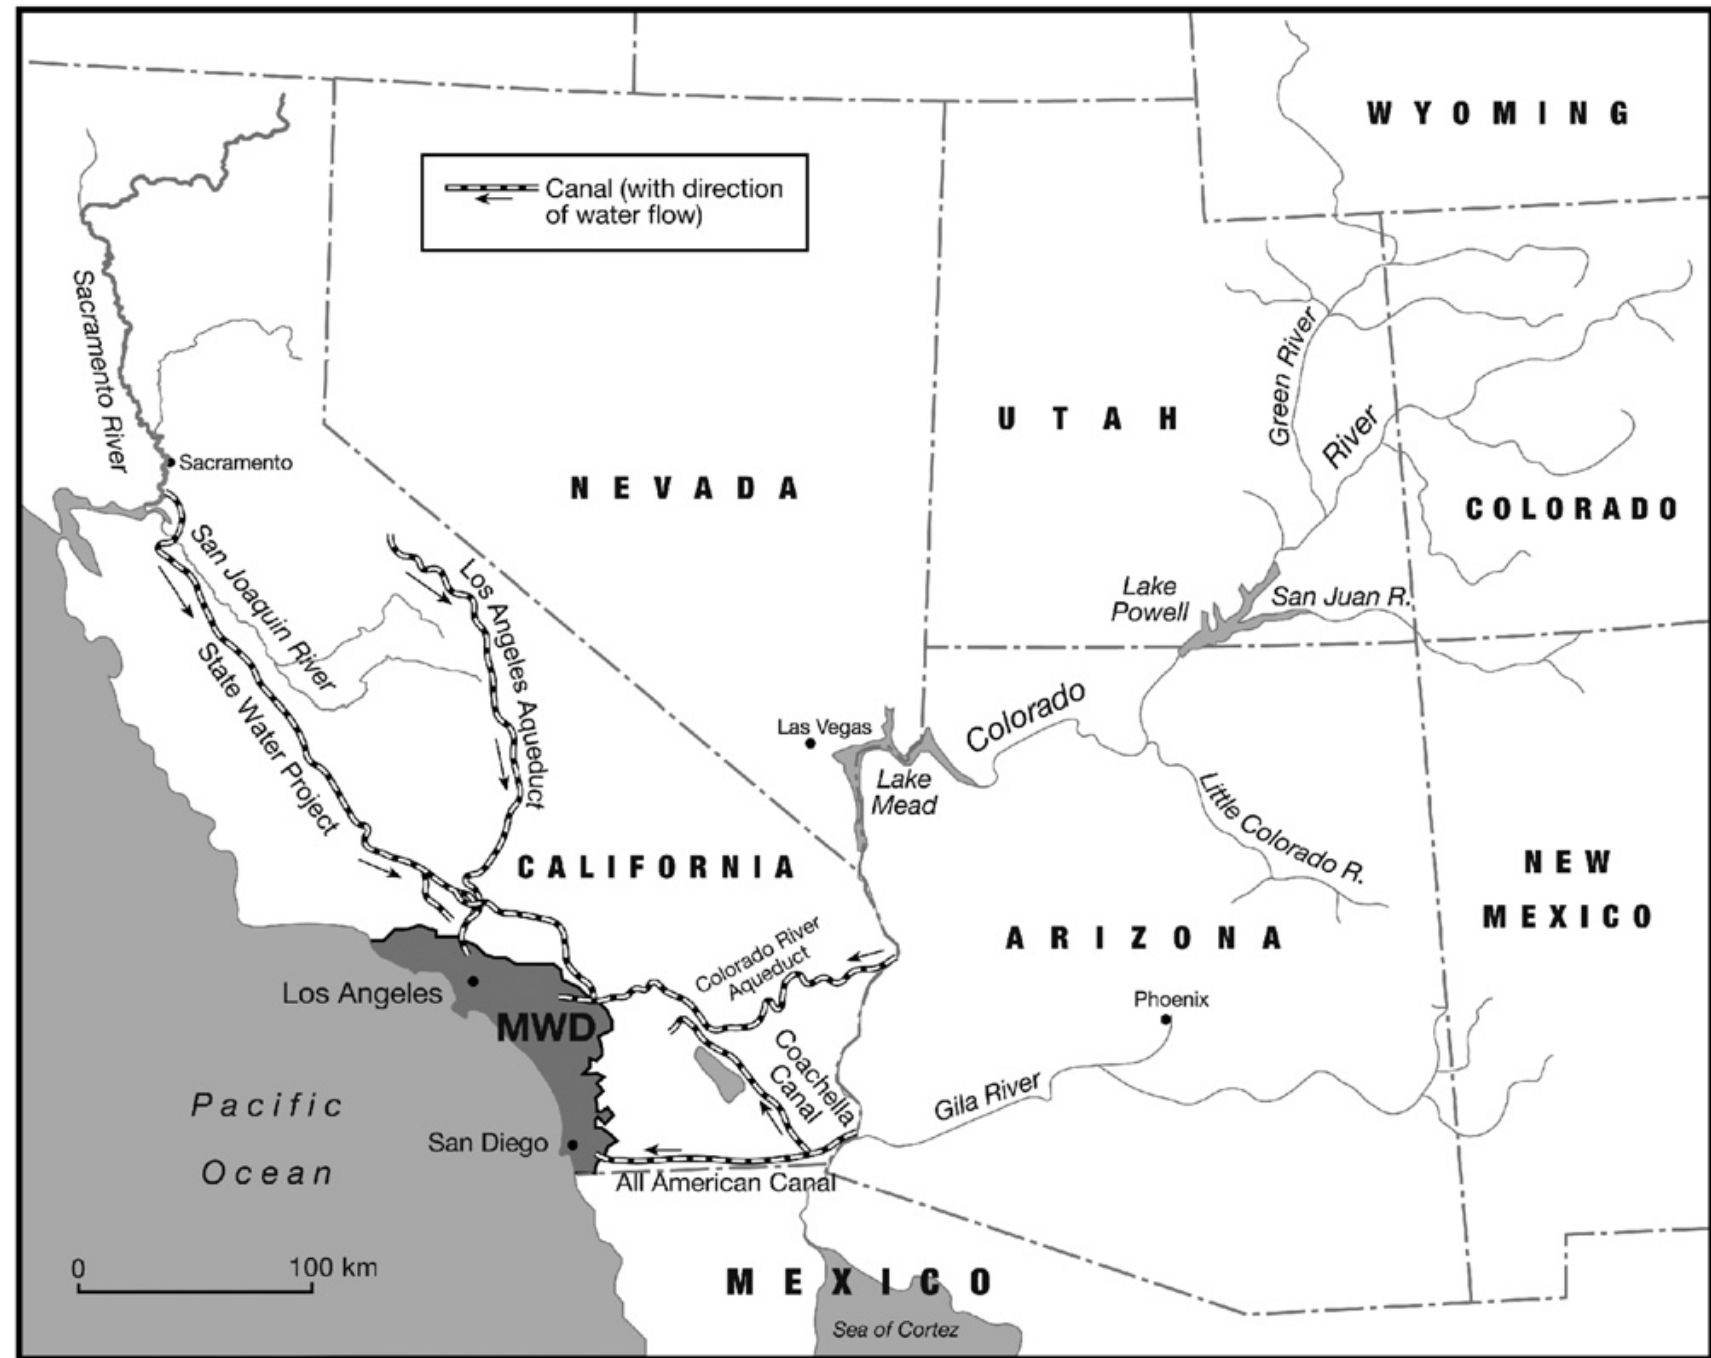 WYOMING
Canal (with direction
of water flow)
Sacramento River
Green River
UTAH
River
Sacramento
NEVADA
COLORADO
San Joaquin River
Los Angeles Aqueduct
Lake
Powell
San Juan R.
State Water Project
Las Vegas
Colorado
Lake
Mead
Little Colorado R.
CALIFORNIA
NEW
MEXICO
ARIZONA
Colorado River
Aqueduct
Los Angeles
MWD
Phoenix
Coachella
Canal
Gila River
Pacific
Ocean
San Diego
All American Canal
0 100 km
MEXICO
Sea of Cortez